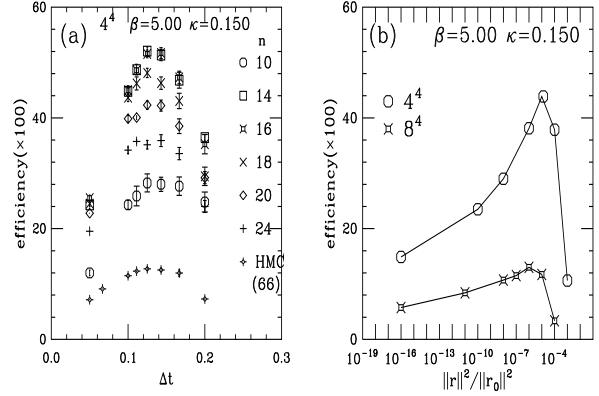 60
(a) 4⁴ β=5.00 κ=0.150
n
10
14
16
18
20
24
HMC
(66)
40
20
0
efficiency(×100)
0.0 0.1 0.2 0.3
Δt
60
(b) β=5.00 κ=0.150
4⁴
8⁴
40
20
0
efficiency(×100)
10⁻¹⁹ 10⁻¹⁶ 10⁻¹³ 10⁻¹⁰ 10⁻⁷ 10⁻⁴
||r||²/||r₀||²